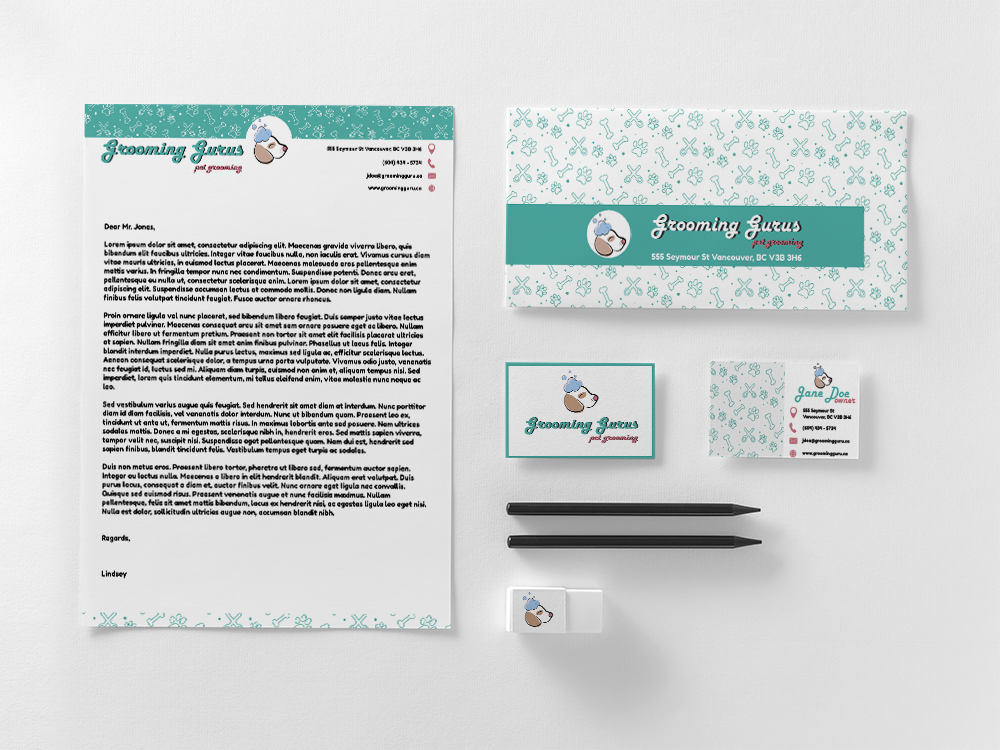 Grooming Gurus
pet grooming
555 Seymour St Vancouver, BC V3B 3H6
(604) 434 - 5734
jdoe@groomingguru.ca
www.groominggguru.ca
Dear Mr. Jones,
Lorem ipsum dolor sit amet, consectetur adipiscing elit. Maecenas gravida viverra libero, quis
bibendum elit faucibus ultricies. Integer vitae faucibus nulla, non iaculis erat. Vivamus cursus diam
vitae mauris ultricies, in euismod lectus placerat. Maecenas malesuada arcu pellentesque enim
mattis varius. In fringilla tempor nunc nec condimentum. Suspendisse potenti. Donec arcu erat,
pellentesque eu nulla ut, consectetur scelerisque enim. Lorem ipsum dolor sit amet, consectetur
adipiscing elit. Suspendisse accumsan lectus at commodo mollis. Donec non ligula diam. Nullam
finibus felis volutpat tincidunt feugiat. Fusce auctor ornare rhoncus.
Proin ornare ligula vel nunc placerat, sed bibendum libero feugiat. Duis semper justo vitae lectus
imperdiet pulvinar. Maecenas consequat arcu sit amet sem ornare posuere eget ac libero. Nullam
efficitur libero ut fermentum pretium. Praesent non tortor sit amet elit facilisis placerat ultricies
at sapien. Nullam sit amet enim finibus pulvinar. Phasellus ut lacus felis. Integer
blandit interdum imperdiet. Nulla purus lectus, maximus sed ligula ac, efficitur scelerisque lectus.
Aenean consequat scelerisque dolor, a tempus urna porta vulputate. Vivamus odio justo, venenatis
nec feugiat id, luctus sed mi. Aliquam diam turpis, euismod non enim et, aliquam tempus nisi. Sed
imperdiet, lorem quis tincidunt elementum, mi tellus eleifend enim, vitae molestie nunc neque ac
leo.
Sed vestibulum varius augue quis feugiat. Sed hendrerit sit amet diam at interdum. Nunc porttitor
diam id diam facilisis, vel venenatis dolor interdum. Nunc ut bibendum quam. Praesent leo ex,
tincidunt ut ante ut, fermentum mattis risus. In maximus lobortis ante sed posuere. Nam ultrices
sodales mattis. Donec a mi egestas, scelerisque nibh in, hendrerit eros. Sed mattis sapien viverra,
tempor velit nec, suscipit nisi. Suspendisse eget pellentesque quam. Nam dui est, hendrerit sed
sapien finibus, blandit tincidunt felis. Vestibulum tempus eget turpis ac sodales.
Duis non metus eros. Praesent libero tortor, pharetra ut libero sed, fermentum auctor sapien.
Integer eu lectus nulla. Maecenas a libero in elit hendrerit blandit. Aliquam erat volutpat. Duis
purus lacus, consequat a diam et, auctor finibus velit. Nunc ornare eget ligula nec convallis.
Quisque sed euismod risus. Praesent venenatis augue et nunc facilisis maximus. Nullam
pellentesque, felis sit amet mattis bibendum, lacus ex hendrerit nisi, ac egestas ligula leo eget nisi.
Nulla est dolor, sollicitudin ultricies augue non, accumsan blandit nibh.
Regards,
Lindsey
Grooming Gurus
pet grooming
555 Seymour St Vancouver, BC V3B 3H6
Grooming Gurus
pet grooming
Jane Doe
owner
555 Seymour St
Vancouver, BC V3B 3H6
(604) 434 - 5734
jdoe@groomingguru.ca
www.groomingguru.ca